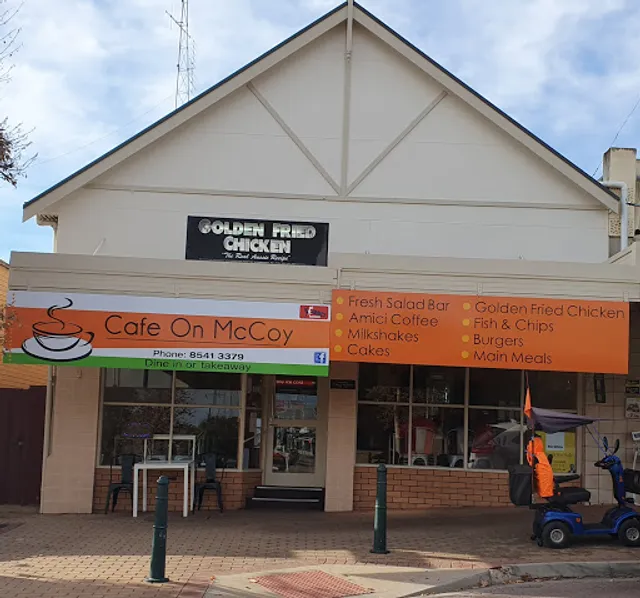 GOLDEN FRIED
CHICKEN
"The Real Aussie Recipe"
Cafe On McCoy
Phone: 8541 3379
Dine in or takeaway
Fresh Salad Bar
Amici Coffee
Milkshakes
Cakes
Golden Fried Chicken
Fish & Chips
Burgers
Main Meals